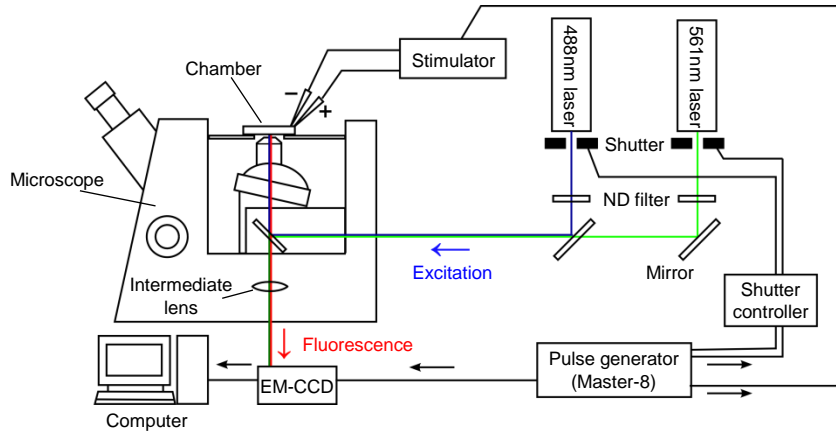 488nm laser
561nm laser
Stimulator
Chamber
−
+
Shutter
Microscope
ND filter
Excitation
Mirror
Intermediate
lens
Shutter
controller
Fluorescence
Pulse generator
(Master-8)
EM-CCD
Computer